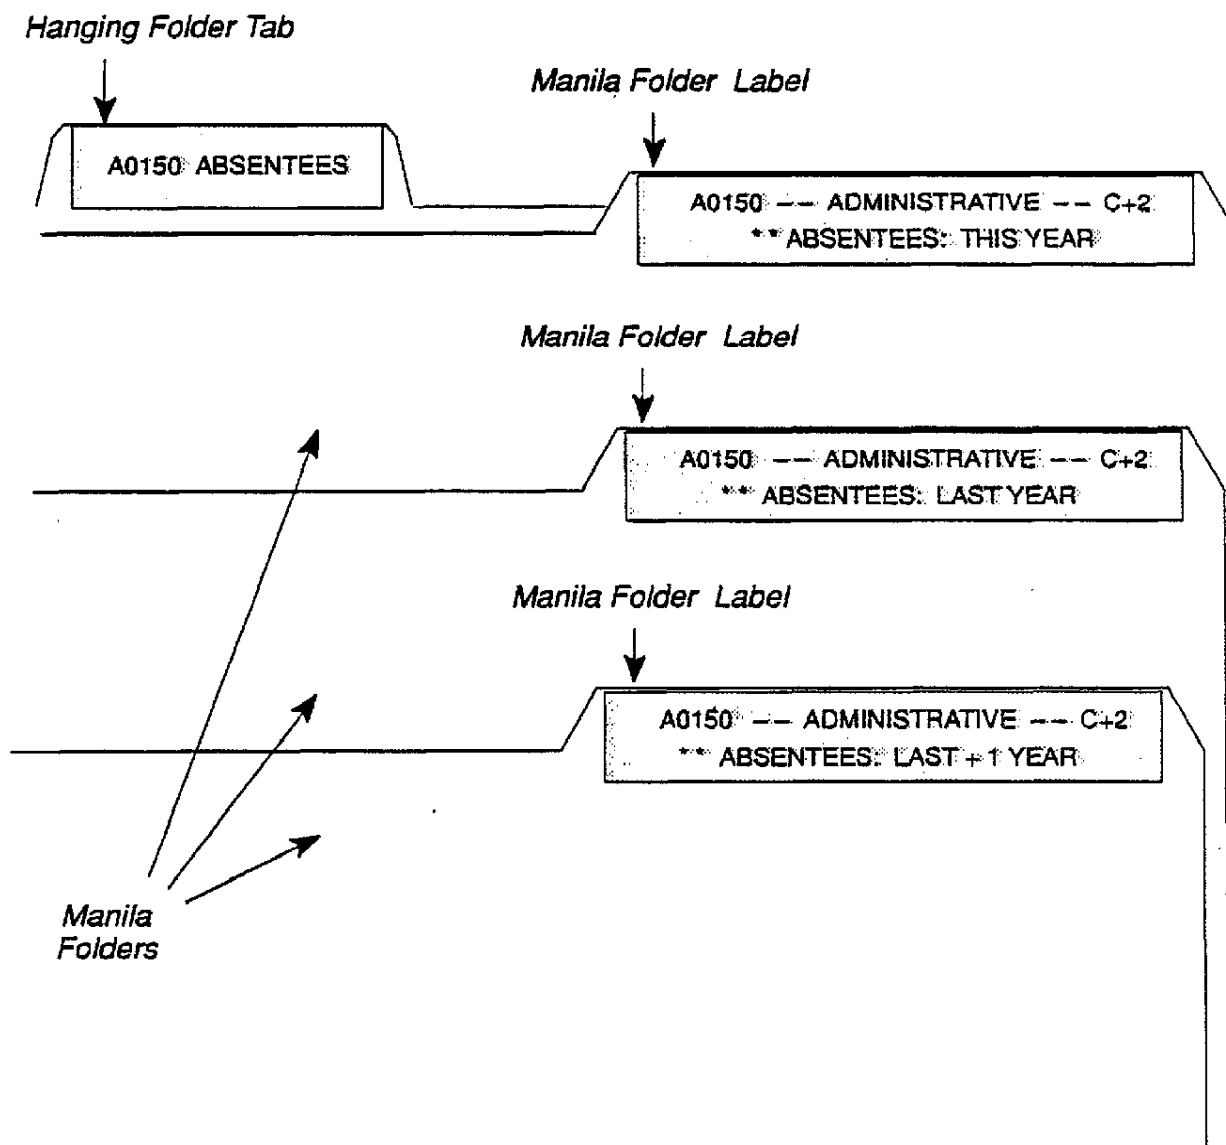 Hanging Folder Tab
Manila Folder Label
A0150 ABSENTEES
A0150 -- ADMINISTRATIVE -- C+2
** ABSENTEES: THIS YEAR
Manila Folder Label
A0150 -- ADMINISTRATIVE -- C+2
** ABSENTEES: LAST YEAR
Manila Folder Label
A0150 -- ADMINISTRATIVE -- C+2
** ABSENTEES: LAST + 1 YEAR
Manila
Folders